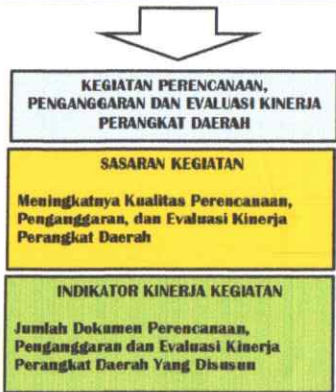 KEGIATAN PERENCANAAN,
PENGANGGARAN DAN EVALUASI KINERJA
PERANGKAT DAERAH
SASARAN KEGIATAN
Meningkatnya Kualitas Perencanaan,
Penganggaran, dan Evaluasi Kinerja
Perangkat Daerah
INDIKATOR KINERJA KEGIATAN
Jumlah Dokumen Perencanaan,
Penganggaran dan Evaluasi Kinerja
Perangkat Daerah Yang Disusun